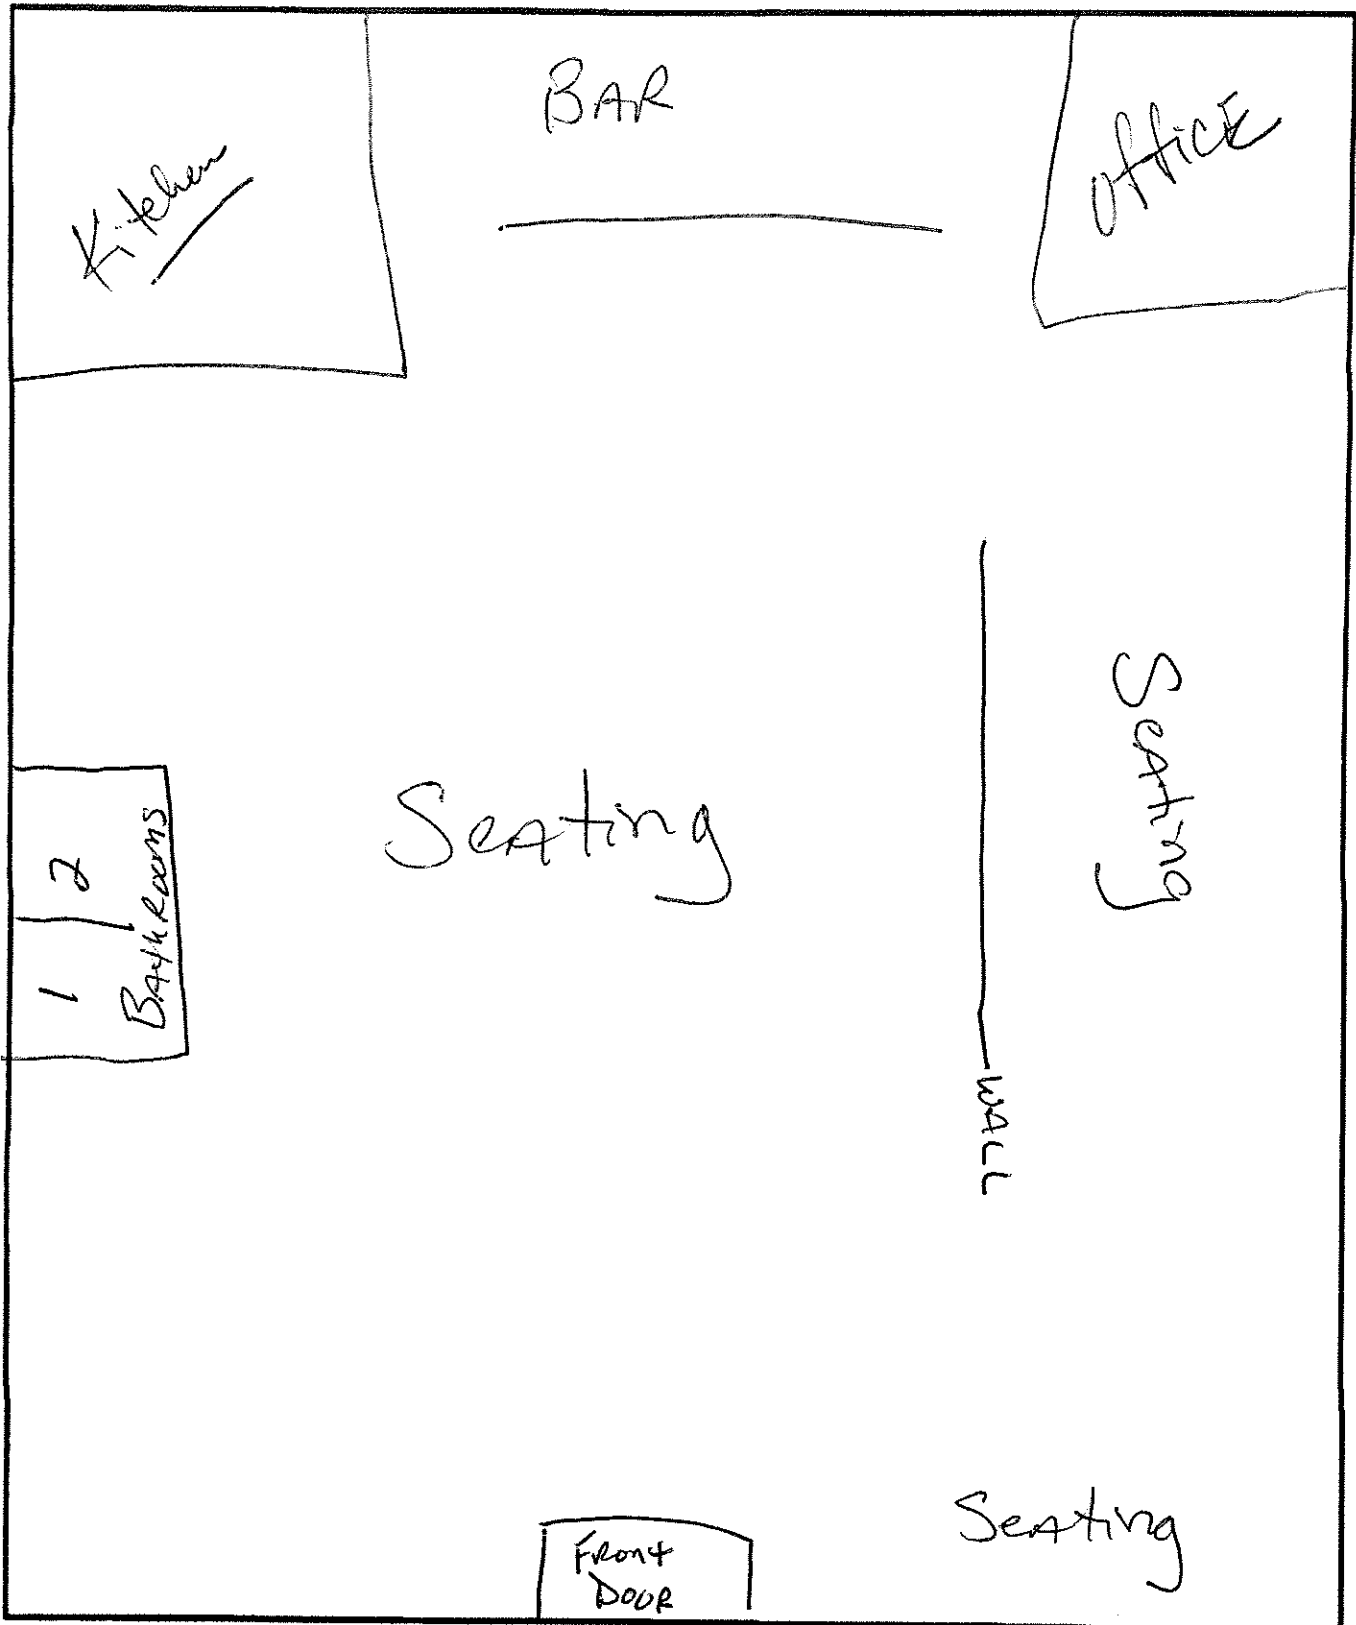 BAR
Kitchen
OfficE
SeAting
SeAting
2
1
BAthRooms
WALL
SeAting
FRont
DooR